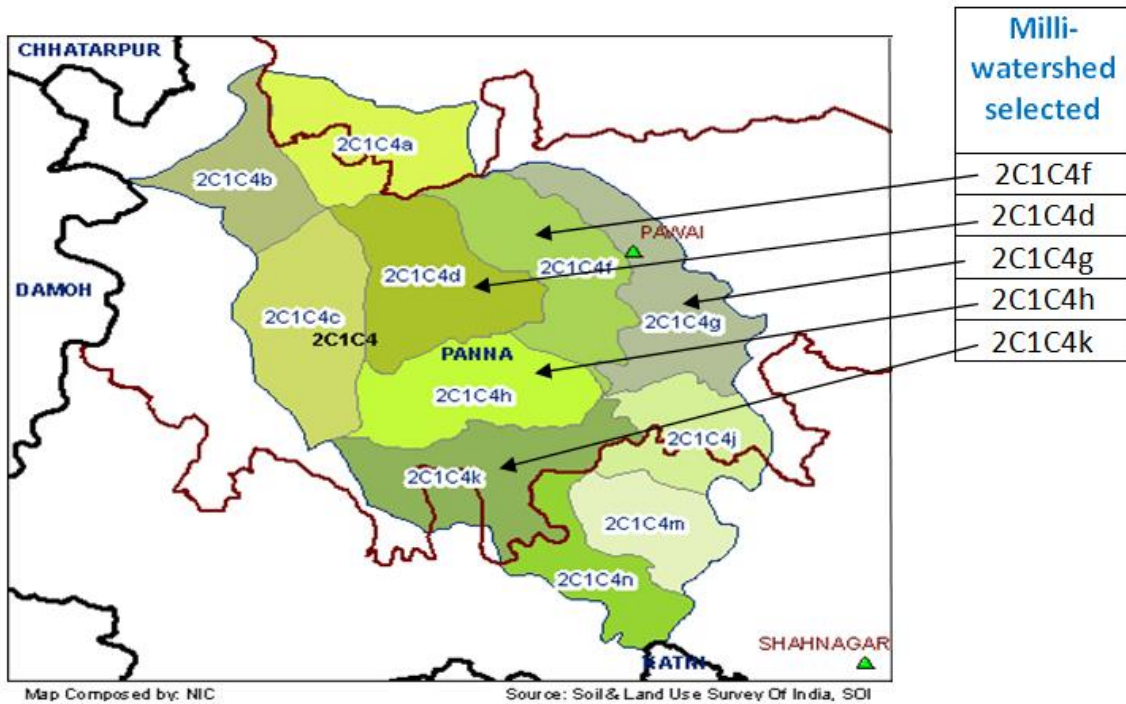 Milli-
watershed
selected
2C1C4f
2C1C4d
2C1C4g
2C1C4h
2C1C4k
CHHATARPUR
2C1C4a
2C1C4b
PAWAI
2C1C4d
2C1C4f
DAMOH
2C1C4c
2C1C4g
2C1C4
PANNA
2C1C4h
2C1C4j
2C1C4k
2C1C4m
2C1C4n
SHAHNAGAR
KATNI
Map Composed by: NIC
Source: Soil & Land Use Survey Of India, SOI